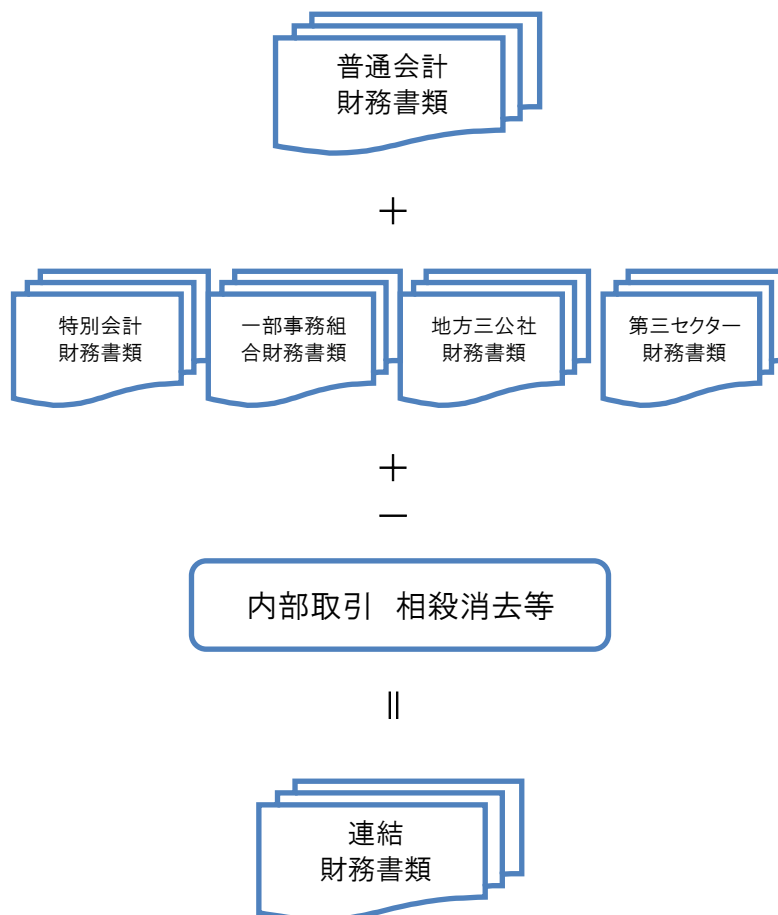 普通会計
財務書類
＋
特別会計
財務書類
一部事務組
合財務書類
地方三公社
財務書類
第三セクター
財務書類
＋
－
内部取引　相殺消去等
＝
連結
財務書類